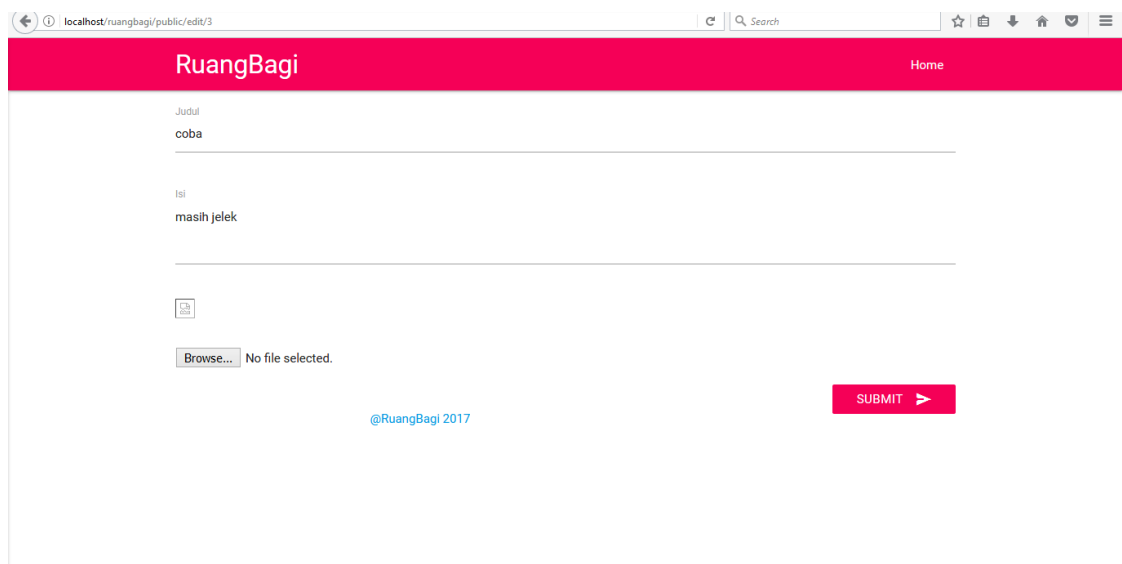 localhost/ruangbagi/public/edit/3
Search
RuangBagi
Home
Judul
coba
Isi
masih jelek
Browse... No file selected.
SUBMIT
@RuangBagi 2017